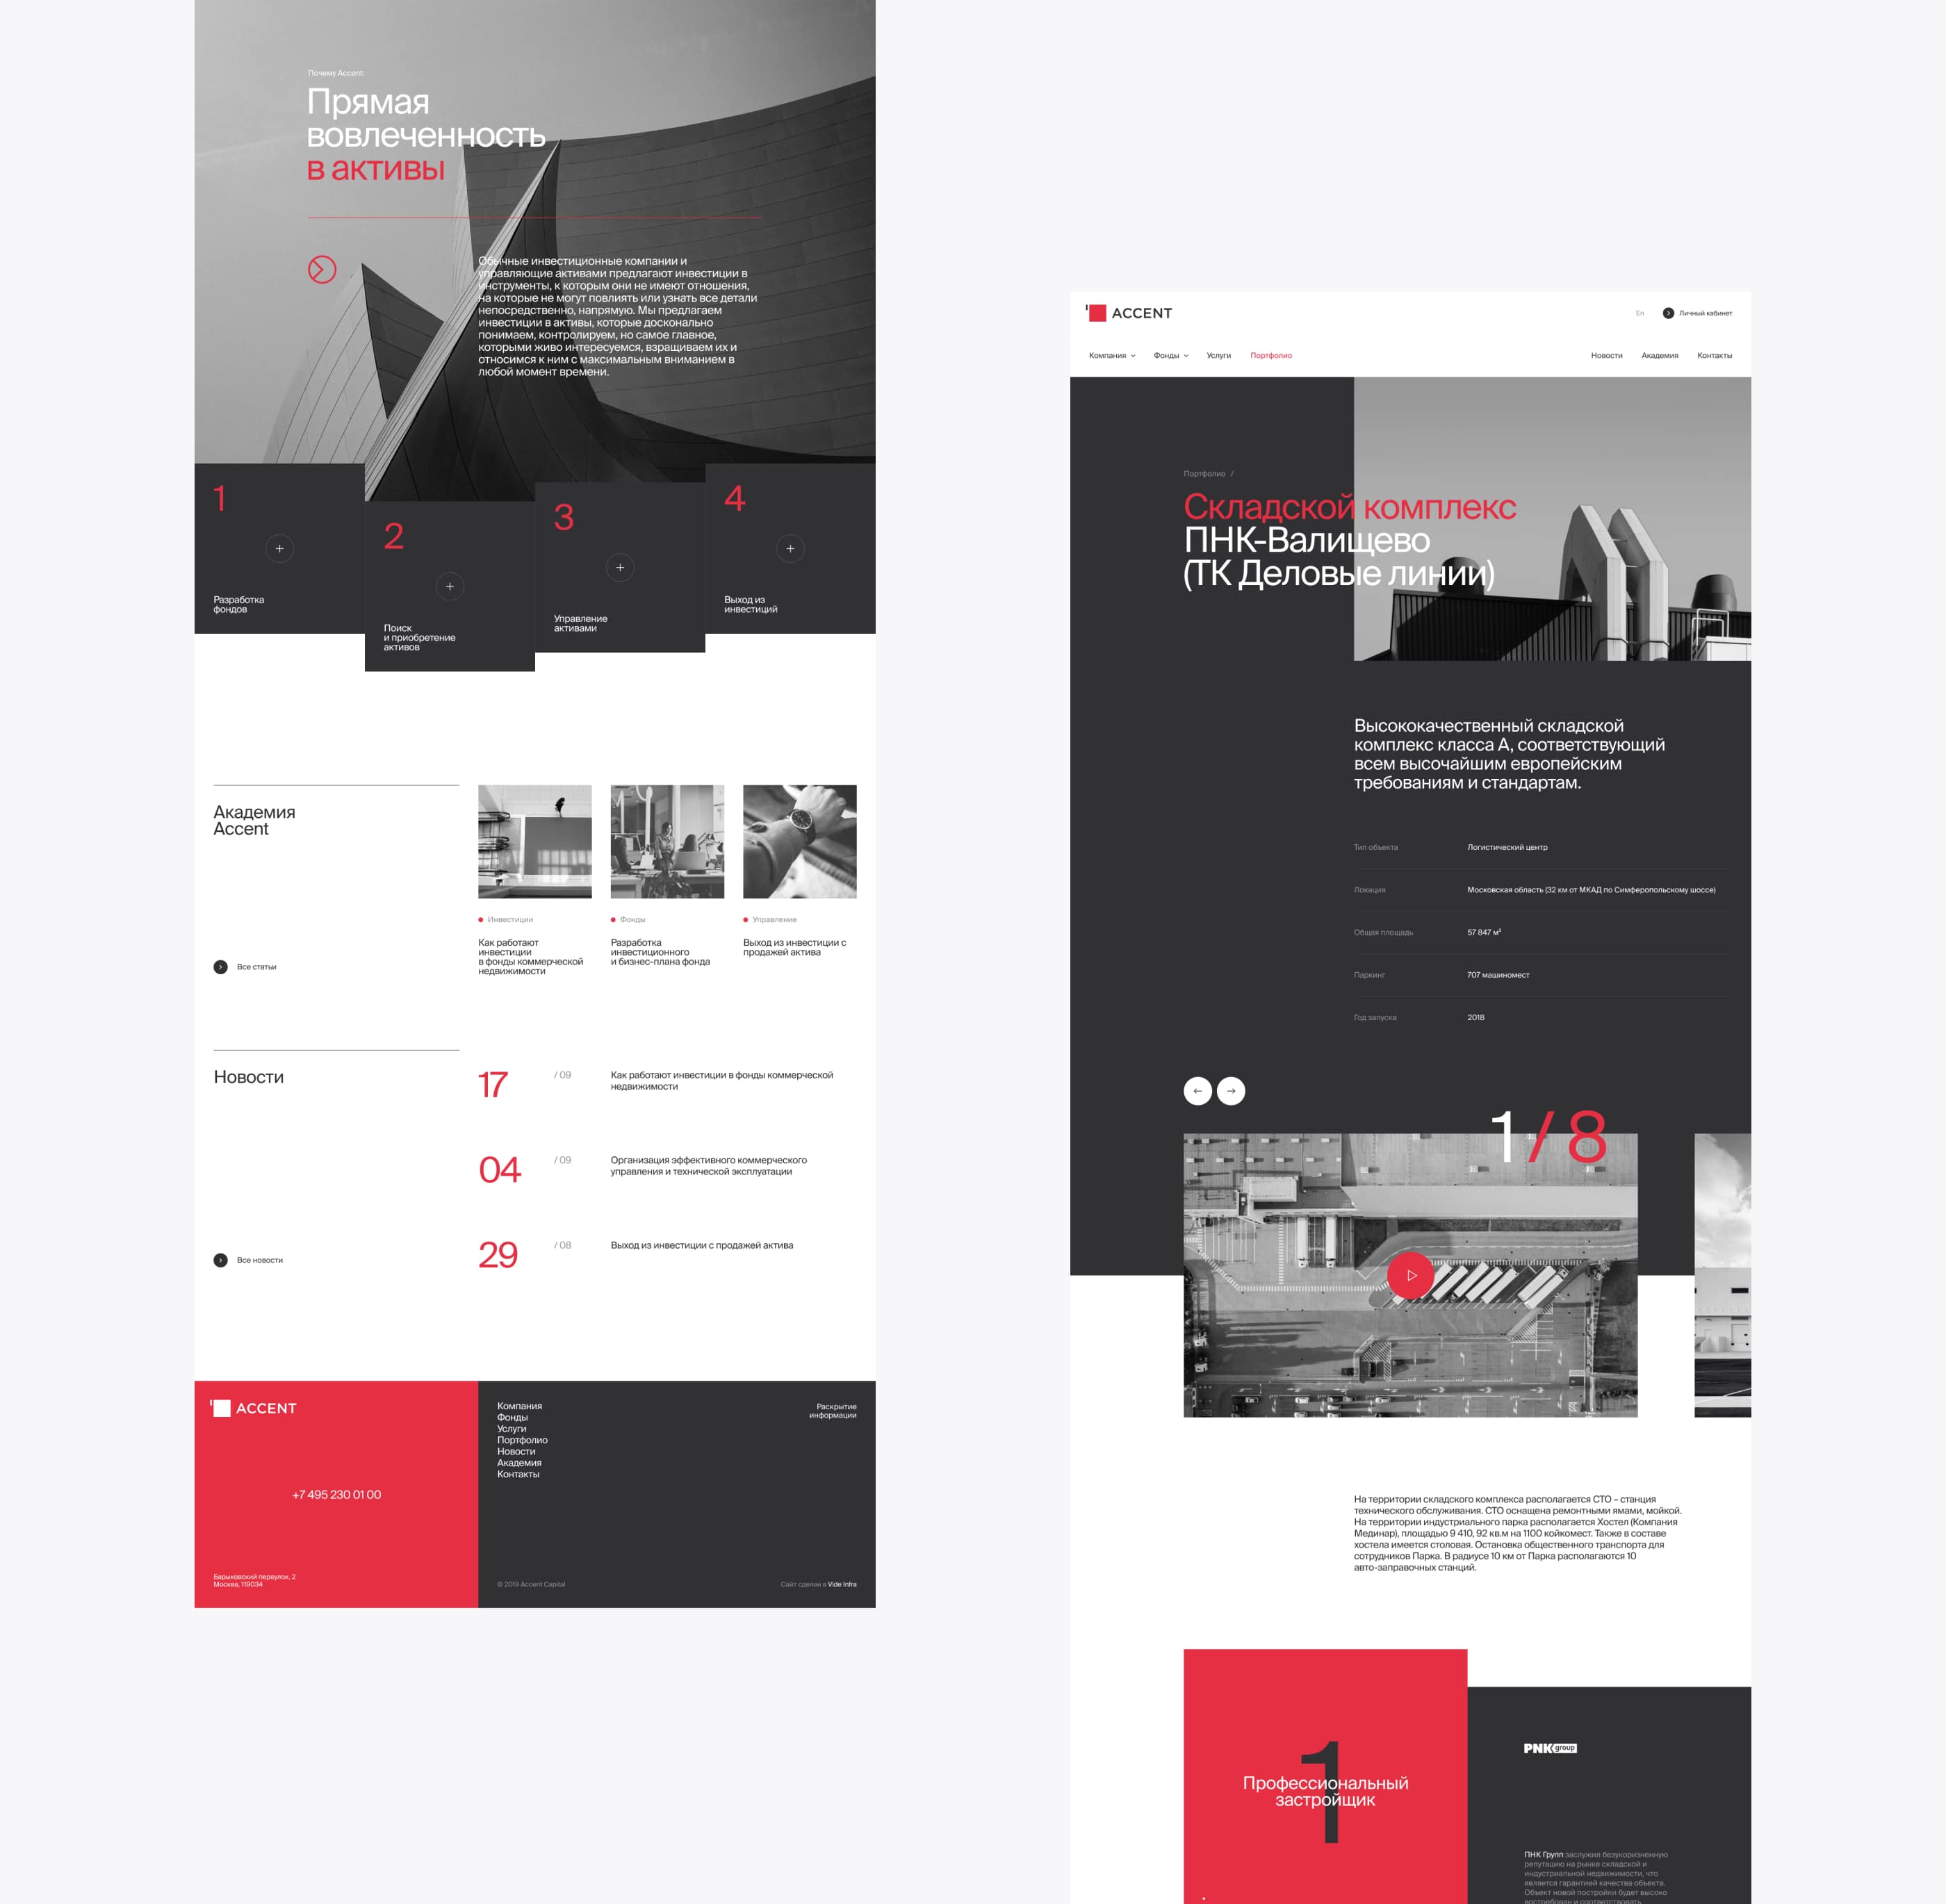 Почему Accent:
Прямая
вовлеченность
в активы
Обычные инвестиционные компании и
управляющие активами предлагают инвестиции в
инструменты, к которым они не имеют отношения,
на которые не могут повлиять или узнать все детали
непосредственно, напрямую. Мы предлагаем
инвестиции в активы, которые досконально
понимаем, контролируем, но самое главное,
которыми живо интересуемся, взращиваем их и
относимся к ним с максимальным вниманием в
любой момент времени.
1
Разработка
фондов
2
Поиск
и приобретение
активов
3
Управление
активами
4
Выход из
инвестиций
Академия
Accent
Все статьи
Инвестиции
Как работают
инвестиции
в фонды коммерческой
недвижимости
Фонды
Разработка
инвестиционного
и бизнес-плана фонда
Управление
Выход из инвестиции с
продажей актива
Новости
17 / 09
Как работают инвестиции в фонды коммерческой
недвижимости
04 / 09
Организация эффективного коммерческого
управления и технической эксплуатации
29 / 08
Выход из инвестиции с продажей актива
Все новости
ACCENT
+7 495 230 01 00
Барыковский переулок, 2
Москва, 119034
Компания
Фонды
Услуги
Портфолио
Новости
Академия
Контакты
Раскрытие
информации
© 2019 Accent Capital
Сайт сделан в Vide Infra
ACCENT
En
Личный кабинет
Компания
Фонды
Услуги
Портфолио
Новости
Академия
Контакты
Портфолио /
Складской комплекс
ПНК-Валищево
(ТК Деловые линии)
Высококачественный складской
комплекс класса А, соответствующий
всем высочайшим европейским
требованиям и стандартам.
Тип объекта Логистический центр
Локация Московская область (32 км от МКАД по Симферопольскому шоссе)
Общая площадь 57 847 м²
Паркинг 707 машиномест
Год запуска 2018
1/8
На территории складского комплекса располагается СТО – станция
технического обслуживания. СТО оснащена ремонтными ямами, мойкой.
На территории индустриального парка располагается Хостел (Компания
Мединар), площадью 9 410, 92 кв.м на 1100 койкомест. Также в составе
хостела имеется столовая. Остановка общественного транспорта для
сотрудников Парка. В радиусе 10 км от Парка располагаются 10
авто-заправочных станций.
1
Профессиональный
застройщик
PNK group
ПНК Групп заслужил безукоризненную
репутацию на рынке складской и
индустриальной недвижимости, что
является гарантией качества объекта.
Объект новой постройки будет высоко
востребован и соответствовать